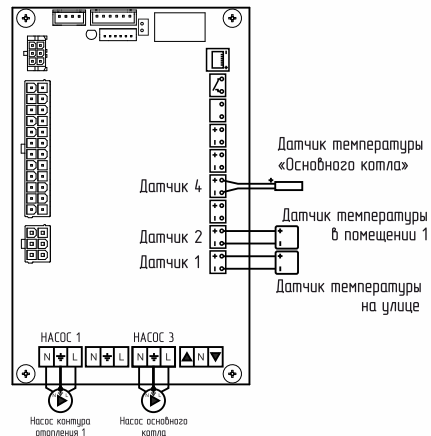 Датчик температуры
«Основного котла»
Датчик 4
Датчик температуры
в помещении 1
Датчик 2
Датчик 1
Датчик температуры
на улице
НАСОС 1
НАСОС 3
N L N L N L N
Насос контура
отопления 1
Насос основного
котла